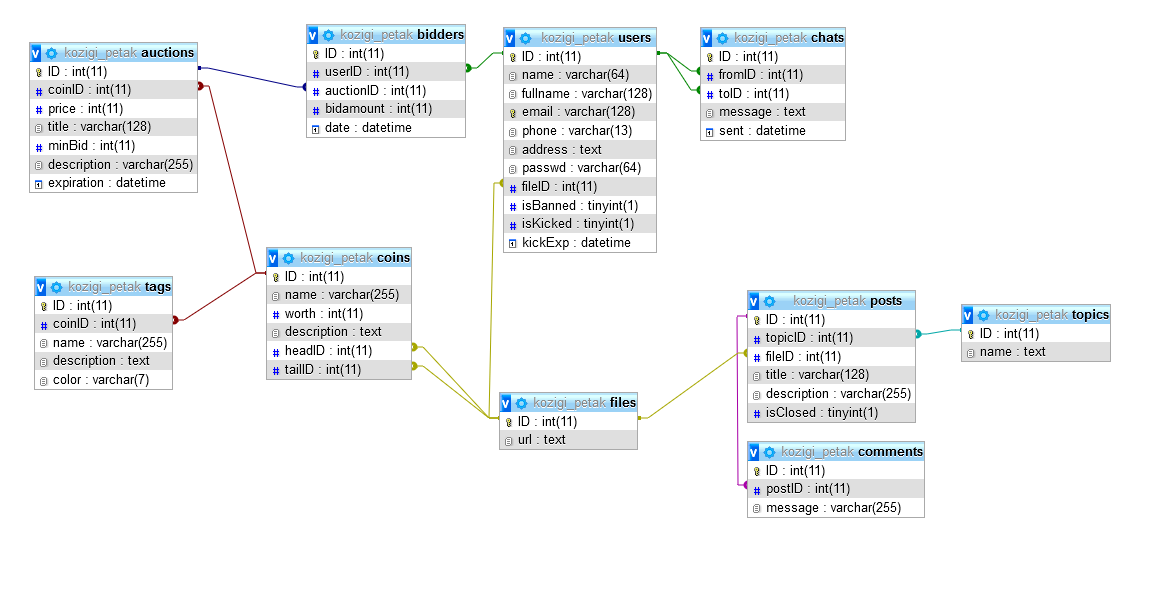 v kozigi_petak auctions
ID : int(11)
# coinID : int(11)
# price : int(11)
title : varchar(128)
# minBid : int(11)
description : varchar(255)
expiration : datetime
v kozigi_petak bidders
ID : int(11)
# userID : int(11)
# auctionID : int(11)
# bidamount : int(11)
date : datetime
v kozigi_petak users
ID : int(11)
name : varchar(64)
fullname : varchar(128)
email : varchar(128)
phone : varchar(13)
address : text
passwd : varchar(64)
# fileID : int(11)
# isBanned : tinyint(1)
# isKicked : tinyint(1)
kickExp : datetime
v kozigi_petak chats
ID : int(11)
# fromID : int(11)
# toID : int(11)
message : text
sent : datetime
v kozigi_petak tags
ID : int(11)
# coinID : int(11)
name : varchar(255)
description : text
color : varchar(7)
v kozigi_petak coins
ID : int(11)
name : varchar(255)
# worth : int(11)
description : text
# headID : int(11)
# tailID : int(11)
v kozigi_petak files
ID : int(11)
url : text
v kozigi_petak posts
ID : int(11)
# topicID : int(11)
# fileID : int(11)
title : varchar(128)
description : varchar(255)
# isClosed : tinyint(1)
v kozigi_petak topics
ID : int(11)
name : text
v kozigi_petak comments
ID : int(11)
# postID : int(11)
message : varchar(255)